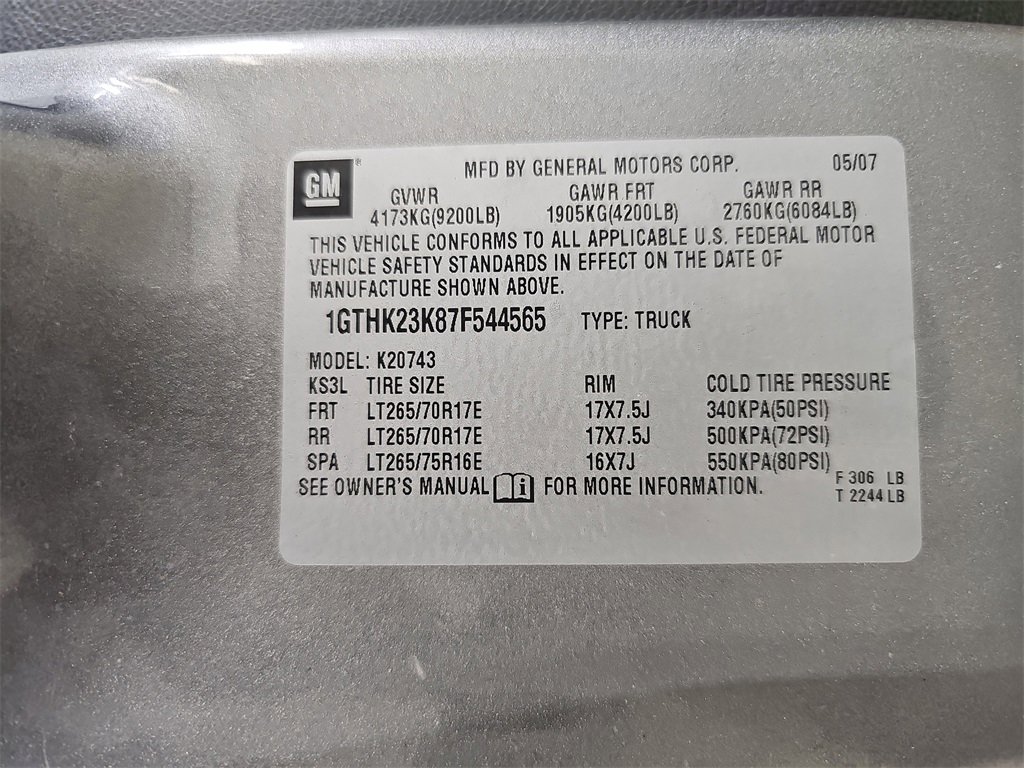 GM
MFD BY GENERAL MOTORS CORP. 05/07
GVWR GAWR FRT GAWR RR
4173KG(9200LB) 1905KG(4200LB) 2760KG(6084LB)
THIS VEHICLE CONFORMS TO ALL APPLICABLE U.S. FEDERAL MOTOR
VEHICLE SAFETY STANDARDS IN EFFECT ON THE DATE OF
MANUFACTURE SHOWN ABOVE.
1GTHK23K87F544565 TYPE: TRUCK
MODEL: K20743
KS3L TIRE SIZE RIM COLD TIRE PRESSURE
FRT LT265/70R17E 17X7.5J 340KPA(50PSI)
RR LT265/70R17E 17X7.5J 500KPA(72PSI)
SPA LT265/75R16E 16X7J 550KPA(80PSI)
SEE OWNER'S MANUAL i FOR MORE INFORMATION.
F 306 LB
T 2244 LB